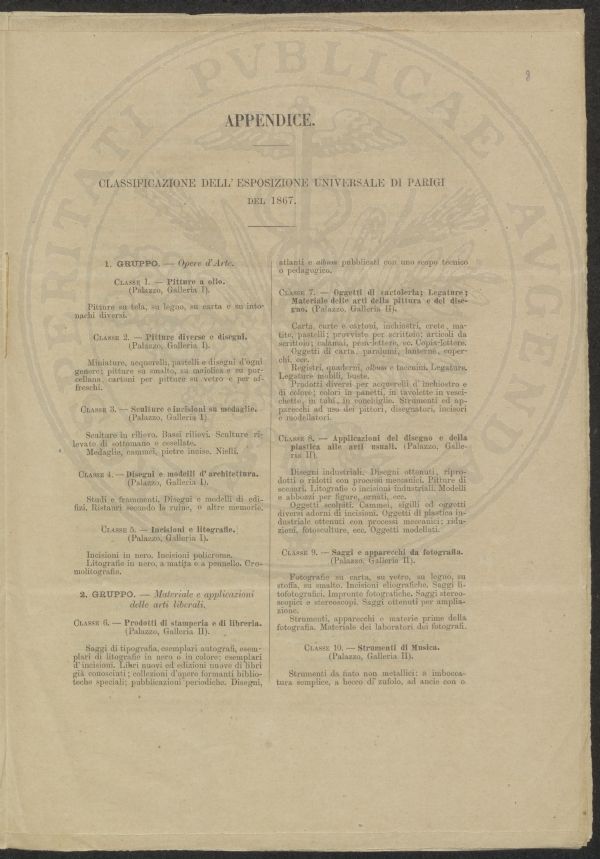 PVBLICAE
3
APPENDICE.
CLASSIFICAZIONE DELL' ESPOSIZIONE UNIVERSALE DI PARIGI
DEL 1867.
1. GRUPPO. — Opere d'Arte.
CLASSE 1. — Pitture a olio.
(Palazzo, Galleria I).
Pitture su tela, su legno, su carta e su into-
nachi diversi.
CLASSE 2. — Pitture diverse e disegni.
(Palazzo, Galleria I).
Miniature, acquerelli, pastelli e disegni d'ogni
genere; pitture su smalto, su maiolica e su por-
cellana, cartoni per pitture su vetro e per af-
freschi.
CLASSE 3. — Sculture e incisioni su medaglie.
(Palazzo, Galleria I).
Sculture in rilievo. Bassi rilievi. Sculture ri-
levate di sottomano e cesellate.
Medaglie, cammei, pietre incise. Nielli.
CLASSE 4. — Disegni e modelli d'architettura.
(Palazzo, Galleria I).
Studi e frammenti. Disegni e modelli di edi-
fizi. Ristauri secondo le ruine, o altre memorie.
CLASSE 5. — Incisioni e litografie.
(Palazzo, Galleria I).
Incisioni in nero. Incisioni policrome.
Litografie in nero, a matita o a pennello. Cro-
molitografie.
2. GRUPPO. — Materiale e applicazioni
delle arti liberali.
CLASSE 6. — Prodotti di stamperia e di libreria.
(Palazzo, Galleria II).
Saggi di tipografia, esemplari autografi, esem-
plari di litografie in nero o in colore; esemplari
d'incisioni. Libri nuovi ed edizioni nuove di libri
già conosciuti; collezioni d'opere formanti biblio-
teche speciali; pubblicazioni periodiche. Disegni,
atlanti e albums pubblicati con uno scopo tecnico
o pedagogico.
CLASSE 7. — Oggetti di cartoleria; Legature;
Materiale delle arti della pittura e del dise-
gno. (Palazzo, Galleria II).
Carta, carte e cartoni, inchiostri, crete, ma-
tite, pastelli; provviste per scrittoio; articoli da
scrittoio; calamai, pesa-lettere, ecc. Copia-lettere.
Oggetti di carta, paralumi, lanterne, coper-
chi, ecc.
Registri, quaderni, albums e taccuini. Legature.
Legature mobili, buste.
Prodotti diversi per acquerelli d'inchiostro e
di colore; colori in panetti, in tavolette in vesci-
chette, in tubi, in conchiglie. Strumenti ed ap-
parecchi ad uso dei pittori, disegnatori, incisori
e modellatori.
CLASSE 8. — Applicazioni del disegno e della
plastica alle arti usuali. (Palazzo, Galle-
ria II).
Disegni industriali. Disegni ottenuti, ripro-
dotti o ridotti con processi meccanici. Pitture di
scenari. Litografie o incisioni industriali. Modelli
e abbozzi per figure, ornati, ecc.
Oggetti scolpiti. Cammei, sigilli ed oggetti
diversi adorni di incisioni. Oggetti di plastica in-
dustriale ottenuti con processi meccanici; ridu-
zioni, fotosculture, ecc. Oggetti modellati.
CLASSE 9. — Saggi e apparecchi da fotografia.
(Palazzo, Galleria II).
Fotografie su carta, su vetro, su legno, su
stoffa, su smalto. Incisioni eliografiche. Saggi li-
tofotografici. Impronte fotografiche. Saggi stereo-
scopici e stereoscopi. Saggi ottenuti per amplia-
zione.
Strumenti, apparecchi e materie prime della
fotografia. Materiale dei laboratori dei fotografi.
CLASSE 10. — Strumenti di Musica.
(Palazzo, Galleria II).
Strumenti da fiato non metallici: a imbocca-
tura semplice, a becco di zufolo, ad ancie con o